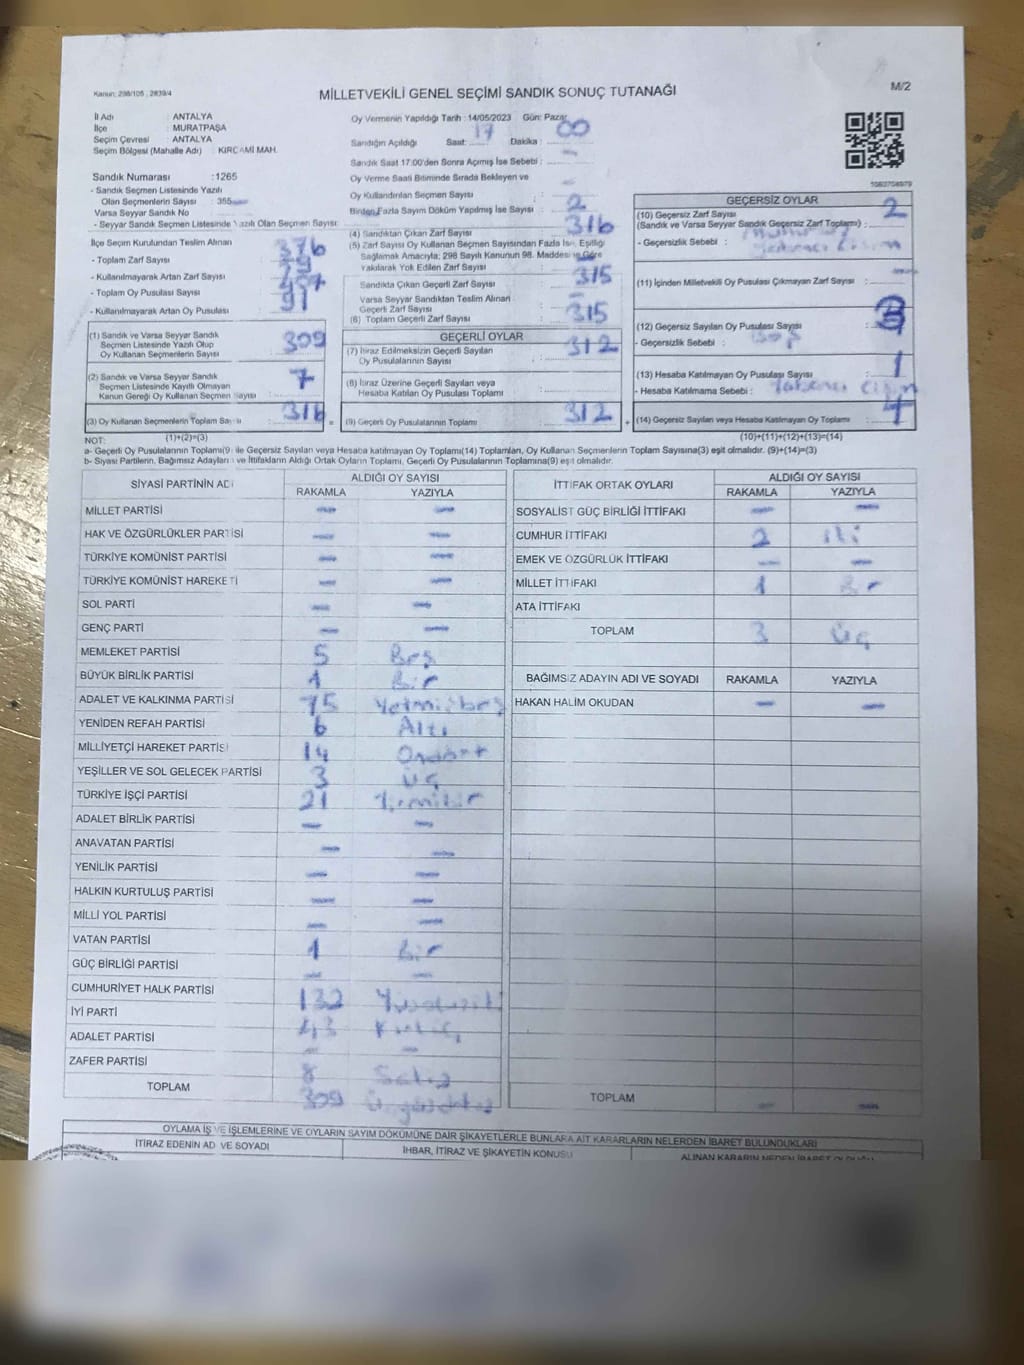 Kanun: 298/105 , 2839/4
MİLLETVEKİLİ GENEL SEÇİMİ SANDIK SONUÇ TUTANAĞI
M/2
İl Adı : ANTALYA
İlçe : MURATPAŞA
Seçim Çevresi : ANTALYA
Seçim Bölgesi (Mahalle Adı) : KIRCAMİ MAH.
Sandık Numarası :1265
- Sandık Seçmen Listesinde Yazılı
Olan Seçmenlerin Sayısı : 355
Varsa Seyyar Sandık No
- Seyyar Sandık Seçmen Listesinde Yazılı Olan Seçmen Sayısı
İlçe Seçim Kurulundan Teslim Alınan
- Toplam Zarf Sayısı 376
- Kullanılmayarak Artan Zarf Sayısı
- Toplam Oy Pusulası Sayısı
- Kullanılmayarak Artan Oy Pusulası 91
(1) Sandık ve Varsa Seyyar Sandık
Seçmen Listesinde Yazılı Olup
Oy Kullanan Seçmenlerin Sayısı 309
(2) Sandık ve Varsa Seyyar Sandık
Seçmen Listesinde Kayıtlı Olmayan
Kanun Gereği Oy Kullanan Seçmen Sayısı 7
(3) Oy Kullanan Seçmenlerin Toplam Sayısı 316 =
Oy Vermenin Yapıldığı Tarih : 14/05/2023 Gün: Pazar
Sandığın Açıldığı Saat: 17 Dakika : 00
Sandık Saat 17:00'den Sonra Açmış İse Sebebi : -
Oy Verme Saati Bitiminde Sırada Bekleyen ve
Oy Kullandırılan Seçmen Sayısı : -
Birden Fazla Sayım Döküm Yapılmış İse Sayısı : 2
(4) Sandıktan Çıkan Zarf Sayısı : 316
(5) Zarf Sayısı Oy Kullanan Seçmen Sayısından Fazla İse, Eşitliği
Sağlamak Amacıyla; 298 Sayılı Kanunun 98. Maddesine Göre
Yakılarak Yok Edilen Zarf Sayısı : -
Sandıkta Çıkan Geçerli Zarf Sayısı : 315
Varsa Seyyar Sandıktan Teslim Alınan
Geçerli Zarf Sayısı : -
(6) Toplam Geçerli Zarf Sayısı : 315
GEÇERLİ OYLAR
(7) İtiraz Edilmeksizin Geçerli Sayılan
Oy Pusulalarının Sayısı : 312
(8) İtiraz Üzerine Geçerli Sayılan veya
Hesaba Katılan Oy Pusulası Toplamı :
(9) Geçerli Oy Pusulalarının Toplamı : 312 +
1082708979
GEÇERSİZ OYLAR
(10) Geçersiz Zarf Sayısı
(Sandık ve Varsa Seyyar Sandık Geçersiz Zarf Toplamı) : 2
- Geçersizlik Sebebi :
(11) İçinden Milletvekili Oy Pusulası Çıkmayan Zarf Sayısı : -
(12) Geçersiz Sayılan Oy Pusulası Sayısı
- Geçersizlik Sebebi : Boş
(13) Hesaba Katılmayan Oy Pusulası Sayısı : 1
- Hesaba Katılmama Sebebi : Yabancı Cisim
(14) Geçersiz Sayılan veya Hesaba Katılmayan Oy Toplamı : 4
NOT: (1)+(2)=(3) (10)+(11)+(12)+(13)=(14)
a- Geçerli Oy Pusulalarının Toplamı(9) ile Geçersiz Sayılan veya Hesaba katılmayan Oy Toplamı(14) Toplamları, Oy Kullanan Seçmenlerin Toplam Sayısına(3) eşit olmalıdır. (9)+(14)=(3)
b- Siyasi Partilerin, Bağımsız Adayların ve İttifakların Aldığı Ortak Oyların Toplamı, Geçerli Oy Pusulalarının Toplamına(9) eşit olmalıdır.
SİYASİ PARTİNİN ADI ALDIĞI OY SAYISI
RAKAMLA YAZIYLA
MİLLET PARTİSİ - -
HAK VE ÖZGÜRLÜKLER PARTİSİ - -
TÜRKİYE KOMÜNİST PARTİSİ - -
TÜRKİYE KOMÜNİST HAREKETİ - -
SOL PARTİ - -
GENÇ PARTİ - -
MEMLEKET PARTİSİ 5 Beş
BÜYÜK BİRLİK PARTİSİ 1 Bir
ADALET VE KALKINMA PARTİSİ 75 Yetmişbeş
YENİDEN REFAH PARTİSİ 6 Altı
MİLLİYETÇİ HAREKET PARTİSİ 14 Ondört
YEŞİLLER VE SOL GELECEK PARTİSİ 3 Üç
TÜRKİYE İŞÇİ PARTİSİ 21 Yirmibir
ADALET BİRLİK PARTİSİ - -
ANAVATAN PARTİSİ - -
YENİLİK PARTİSİ - -
HALKIN KURTULUŞ PARTİSİ - -
MİLLİ YOL PARTİSİ - -
VATAN PARTİSİ 1 Bir
GÜÇ BİRLİĞİ PARTİSİ - -
CUMHURİYET HALK PARTİSİ 132
İYİ PARTİ 43 Kırküç
ADALET PARTİSİ - -
ZAFER PARTİSİ 8 Sekiz
TOPLAM 309 Üçyüzdokuz
İTTİFAK ORTAK OYLARI ALDIĞI OY SAYISI
RAKAMLA YAZIYLA
SOSYALİST GÜÇ BİRLİĞİ İTTİFAKI - -
CUMHUR İTTİFAKI 2 İki
EMEK VE ÖZGÜRLÜK İTTİFAKI - -
MİLLET İTTİFAKI 1 Bir
ATA İTTİFAKI
TOPLAM 3 Üç
BAĞIMSIZ ADAYIN ADI VE SOYADI RAKAMLA YAZIYLA
HAKAN HALİM OKUDAN - -
TOPLAM - -
OYLAMA İŞ VE İŞLEMLERİNE VE OYLARIN SAYIM DÖKÜMÜNE DAİR ŞİKAYETLERLE BUNLARA AİT KARARLARIN NELERDEN İBARET BULUNDUKLARI
İTİRAZ EDENİN ADI VE SOYADI İHBAR, İTİRAZ VE ŞİKAYETİN KONUSU ALINAN KARARIN NEDEN İBARET OLDUĞU